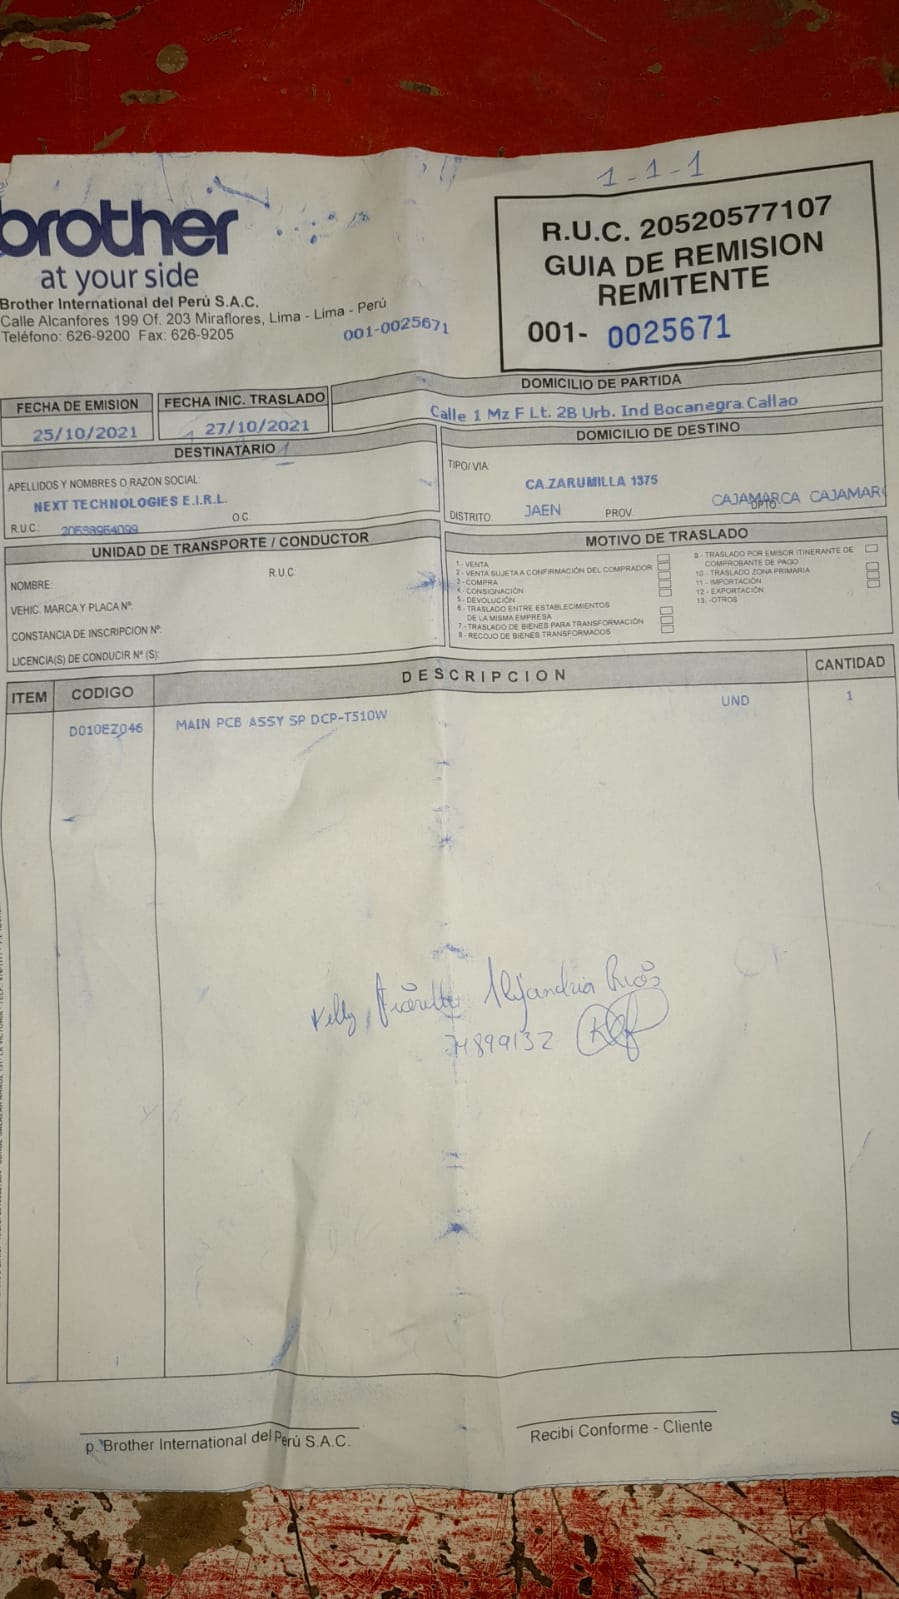 1-1-1
brother
at your side
Brother International del Perú S.A.C.
Calle Alcanfores 199 Of. 203 Miraflores, Lima - Lima - Perú
Teléfono: 626-9200 Fax: 626-9205
001-0025671
R.U.C. 20520577107
GUIA DE REMISION
REMITENTE
001- 0025671
FECHA DE EMISION
25/10/2021
FECHA INIC. TRASLADO
27/10/2021
DOMICILIO DE PARTIDA
Calle 1 Mz F Lt. 2B Urb. Ind Bocanegra Callao
DESTINATARIO
APELLIDOS Y NOMBRES O RAZON SOCIAL:
NEXT TECHNOLOGIES E.I.R.L.
R.U.C.: 20538954099
O.C
DOMICILIO DE DESTINO
TIPO/VIA
CA.ZARUMILLA 1375
DISTRITO: JAEN PROV. CAJAMARCA DPTO. CAJAMAR
UNIDAD DE TRANSPORTE / CONDUCTOR
NOMBRE: R.U.C.
VEHIC. MARCA Y PLACA Nº
CONSTANCIA DE INSCRIPCION Nº
LICENCIA(S) DE CONDUCIR Nº (S):
MOTIVO DE TRASLADO
1 - VENTA
2 - VENTA SUJETA A CONFIRMACIÓN DEL COMPRADOR
3 - COMPRA
4 - CONSIGNACIÓN
5 - DEVOLUCIÓN
6 - TRASLADO ENTRE ESTABLECIMIENTOS
DE LA MISMA EMPRESA
7 - TRASLADO DE BIENES PARA TRANSFORMACIÓN
8 - RECOJO DE BIENES TRANSFORMADOS
9 - TRASLADO POR EMISOR ITINERANTE DE
COMPROBANTE DE PAGO
10 - TRASLADO ZONA PRIMARIA
11 - IMPORTACIÓN
12 - EXPORTACIÓN
13 - OTROS
ITEM CODIGO DESCRIPCION CANTIDAD
D010EZ046 MAIN PCB ASSY SP DCP-T510W UND 1
Kelly Alejandria Rios
74899132
p. Brother International del Perú S.A.C.
Recibí Conforme - Cliente